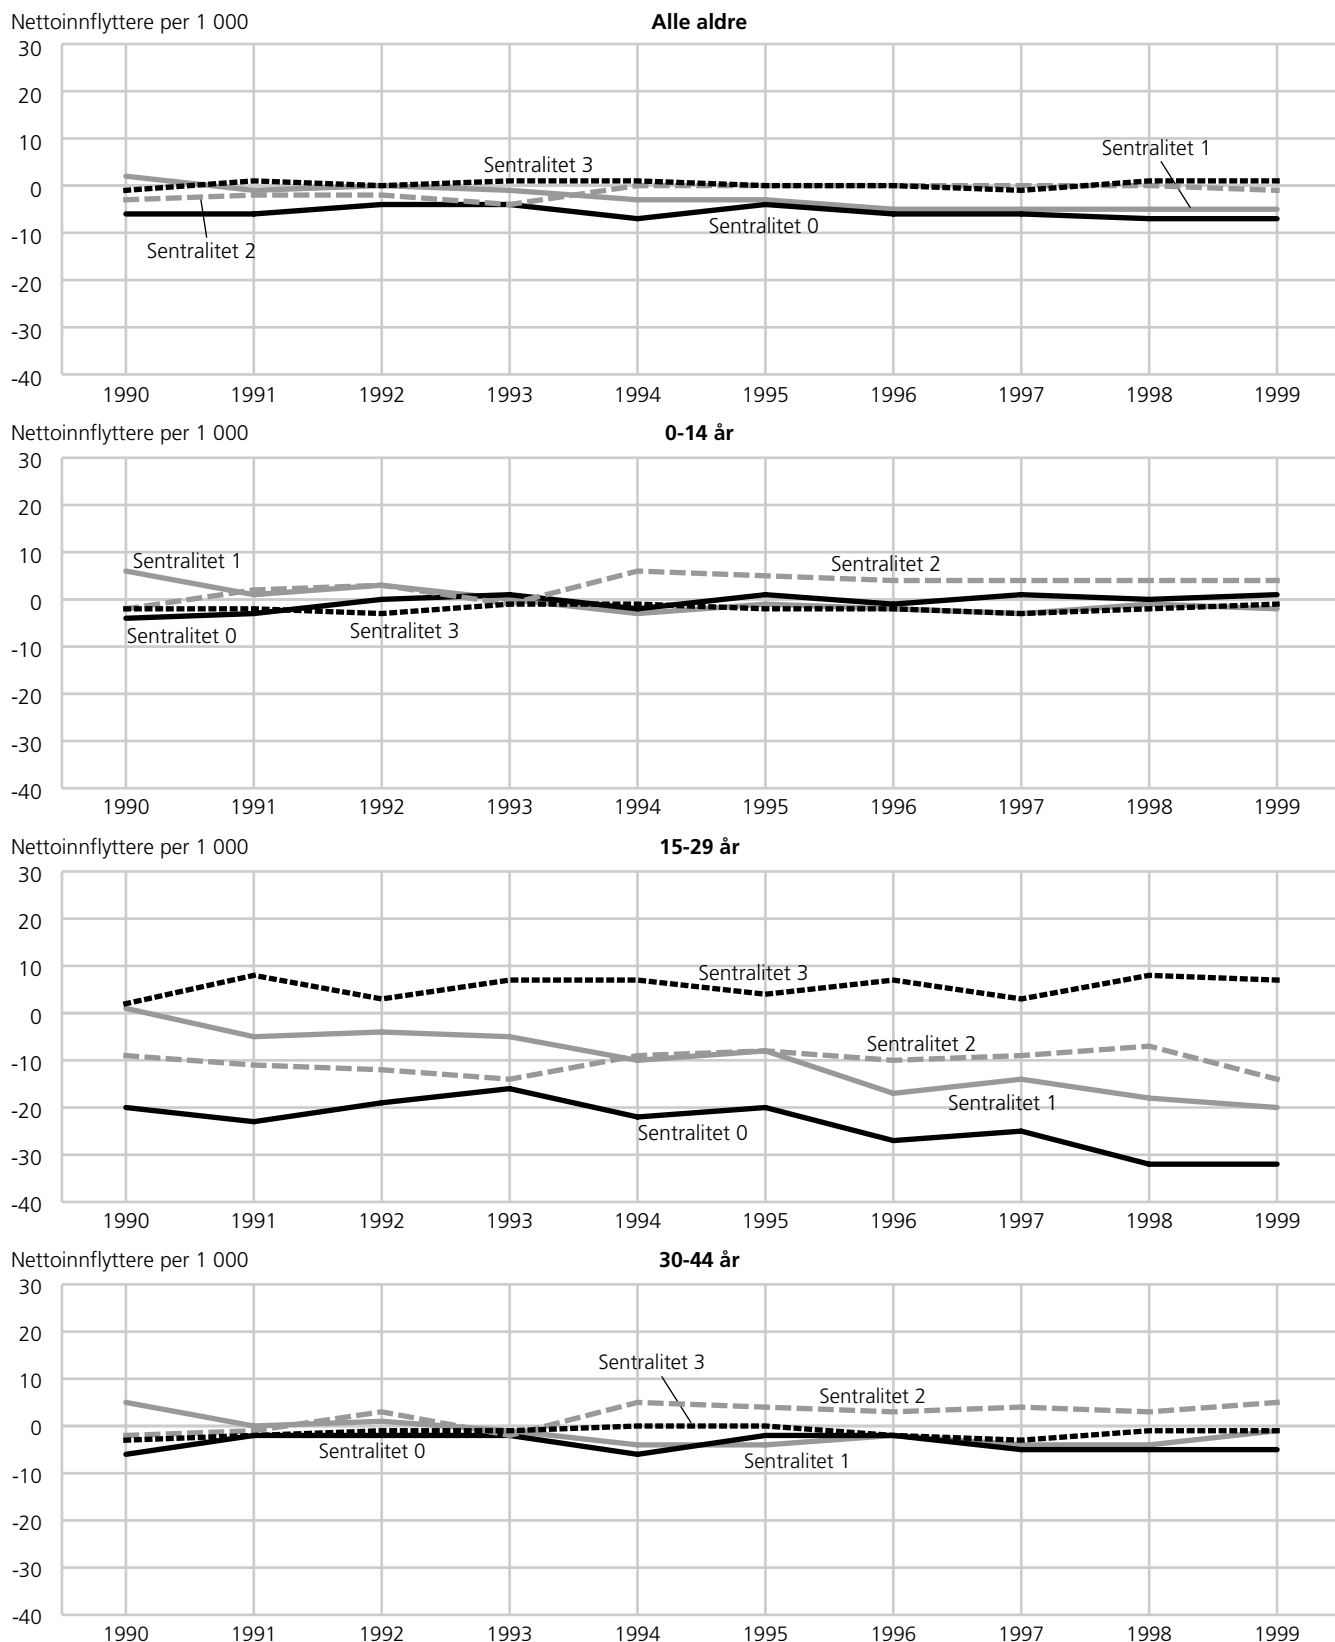 Nettoinnflyttere per 1 000
Alle aldre
30
20
10
Sentralitet 1
Sentralitet 3
0
Sentralitet 0
-10
Sentralitet 2
-20
-30
-40
1990 1991 1992 1993 1994 1995 1996 1997 1998 1999
Nettoinnflyttere per 1 000
0-14 år
30
20
10
Sentralitet 1
Sentralitet 2
0
Sentralitet 0
Sentralitet 3
-10
-20
-30
-40
1990 1991 1992 1993 1994 1995 1996 1997 1998 1999
Nettoinnflyttere per 1 000
15-29 år
30
20
10
Sentralitet 3
0
Sentralitet 2
-10
Sentralitet 1
-20
Sentralitet 0
-30
-40
1990 1991 1992 1993 1994 1995 1996 1997 1998 1999
Nettoinnflyttere per 1 000
30-44 år
30
20
Sentralitet 3
10
Sentralitet 2
0
Sentralitet 0
Sentralitet 1
-10
-20
-30
-40
1990 1991 1992 1993 1994 1995 1996 1997 1998 1999